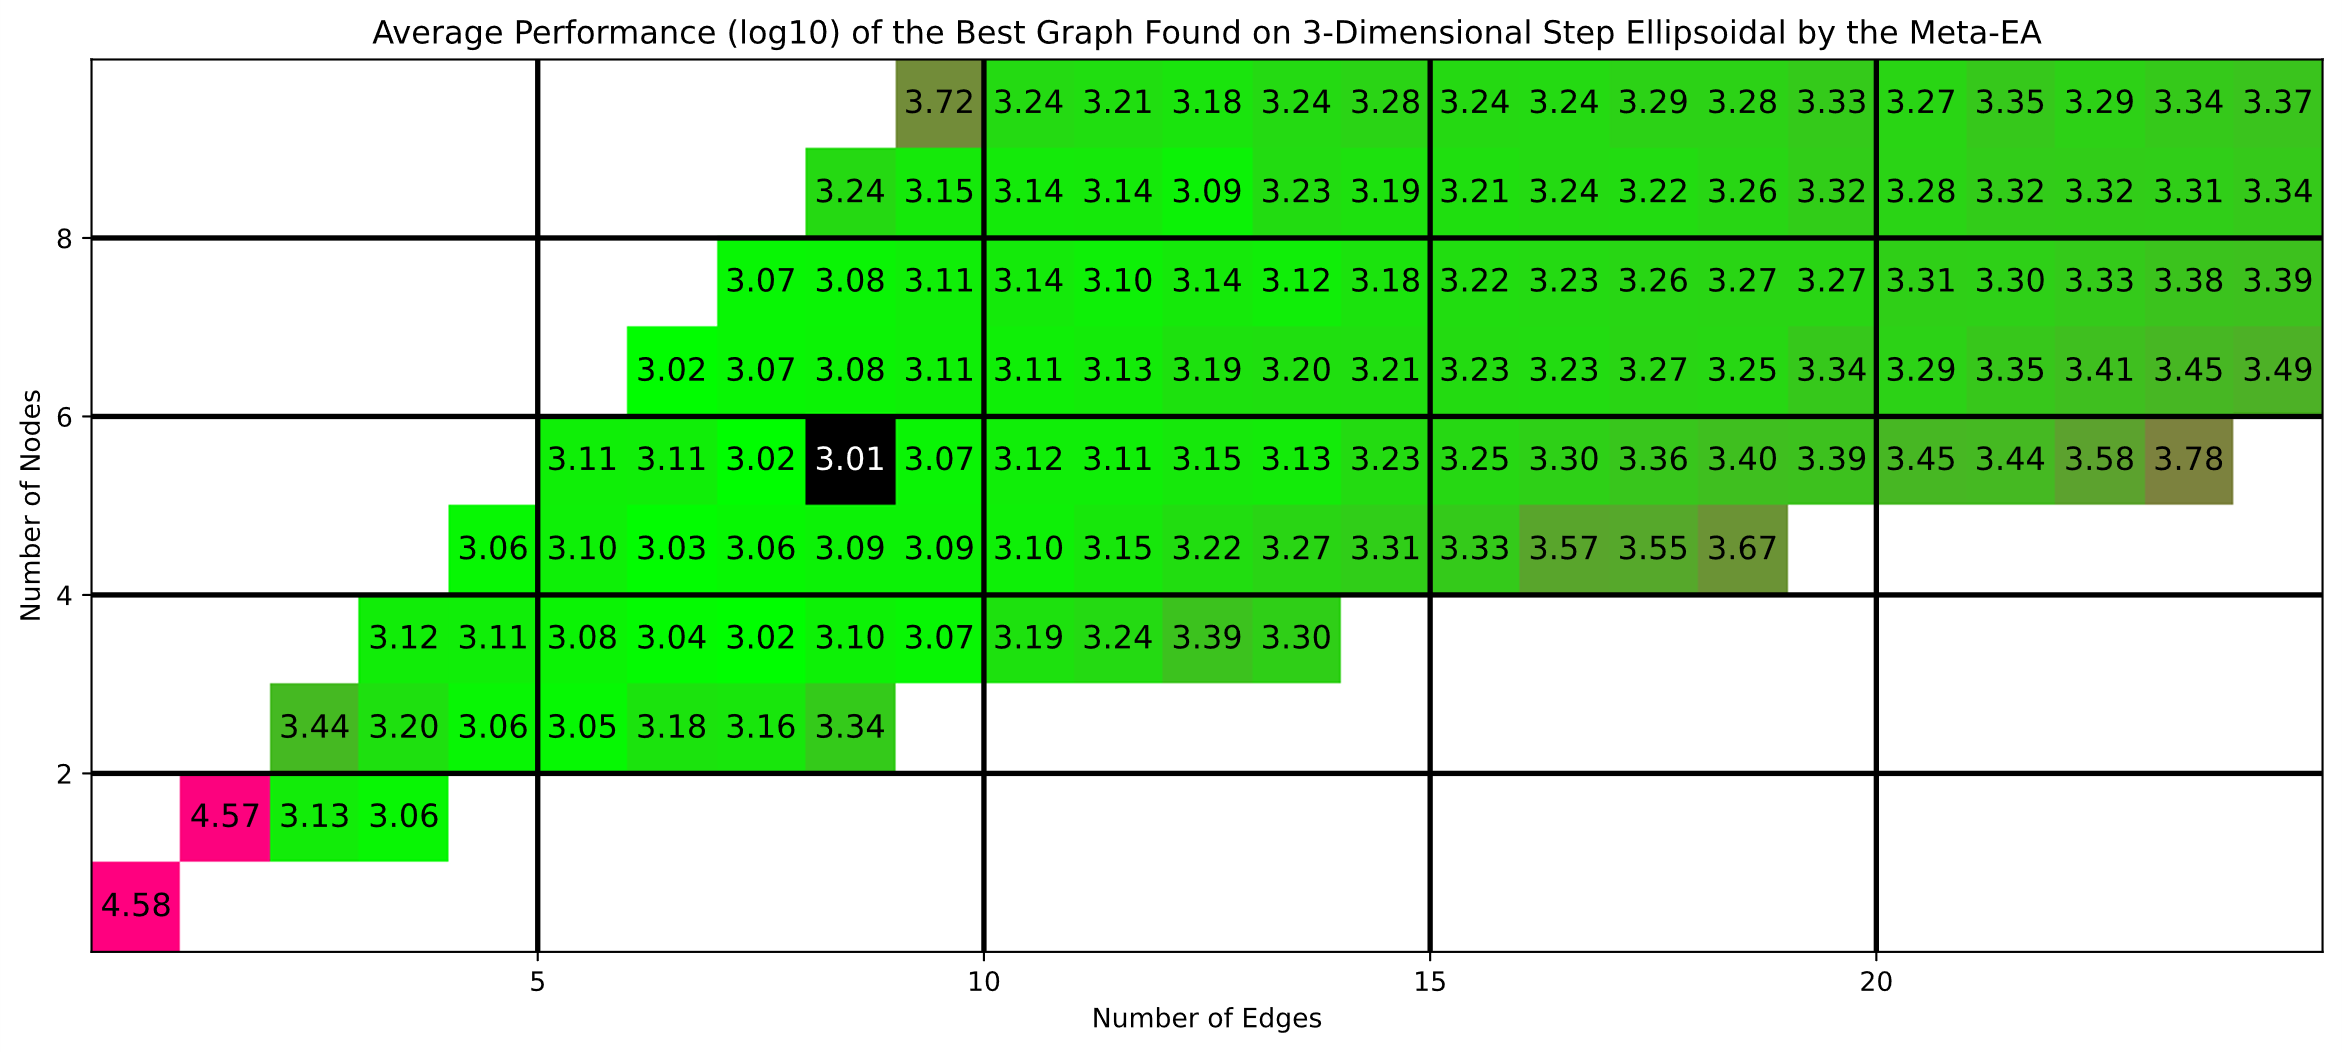 Average Performance (log10) of the Best Graph Found on 3-Dimensional Step Ellipsoidal by the Meta-EA
3.72 3.24 3.21 3.18 3.24 3.28 3.24 3.24 3.29 3.28 3.33 3.27 3.35 3.29 3.34 3.37
3.24 3.15 3.14 3.14 3.09 3.23 3.19 3.21 3.24 3.22 3.26 3.32 3.28 3.32 3.32 3.31 3.34
8
3.07 3.08 3.11 3.14 3.10 3.14 3.12 3.18 3.22 3.23 3.26 3.27 3.27 3.31 3.30 3.33 3.38 3.39
3.02 3.07 3.08 3.11 3.11 3.13 3.19 3.20 3.21 3.23 3.23 3.27 3.25 3.34 3.29 3.35 3.41 3.45 3.49
6
3.11 3.11 3.02 3.01 3.07 3.12 3.11 3.15 3.13 3.23 3.25 3.30 3.36 3.40 3.39 3.45 3.44 3.58 3.78
Number of Nodes
3.06 3.10 3.03 3.06 3.09 3.09 3.10 3.15 3.22 3.27 3.31 3.33 3.57 3.55 3.67
4
3.12 3.11 3.08 3.04 3.02 3.10 3.07 3.19 3.24 3.39 3.30
3.44 3.20 3.06 3.05 3.18 3.16 3.34
2
4.57 3.13 3.06
4.58
5 10 15 20
Number of Edges